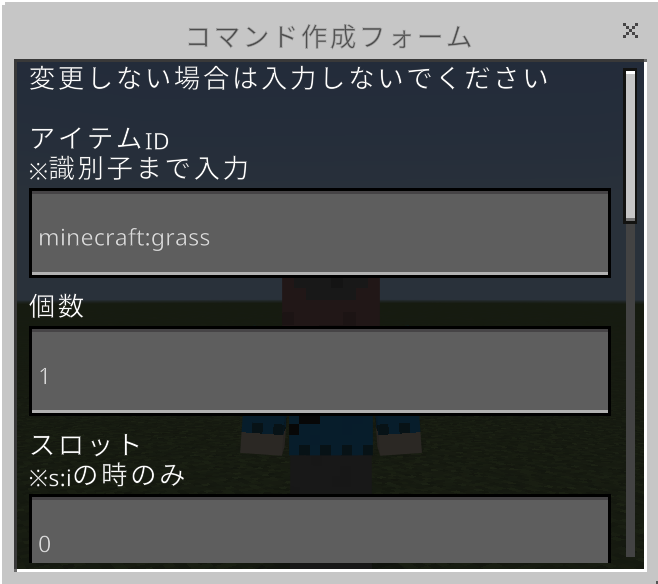 コマンド作成フォーム
変更しない場合は入力しないでください
アイテムID
※識別子まで入力
minecraft:grass
個数
1
スロット
※s:iの時のみ
0